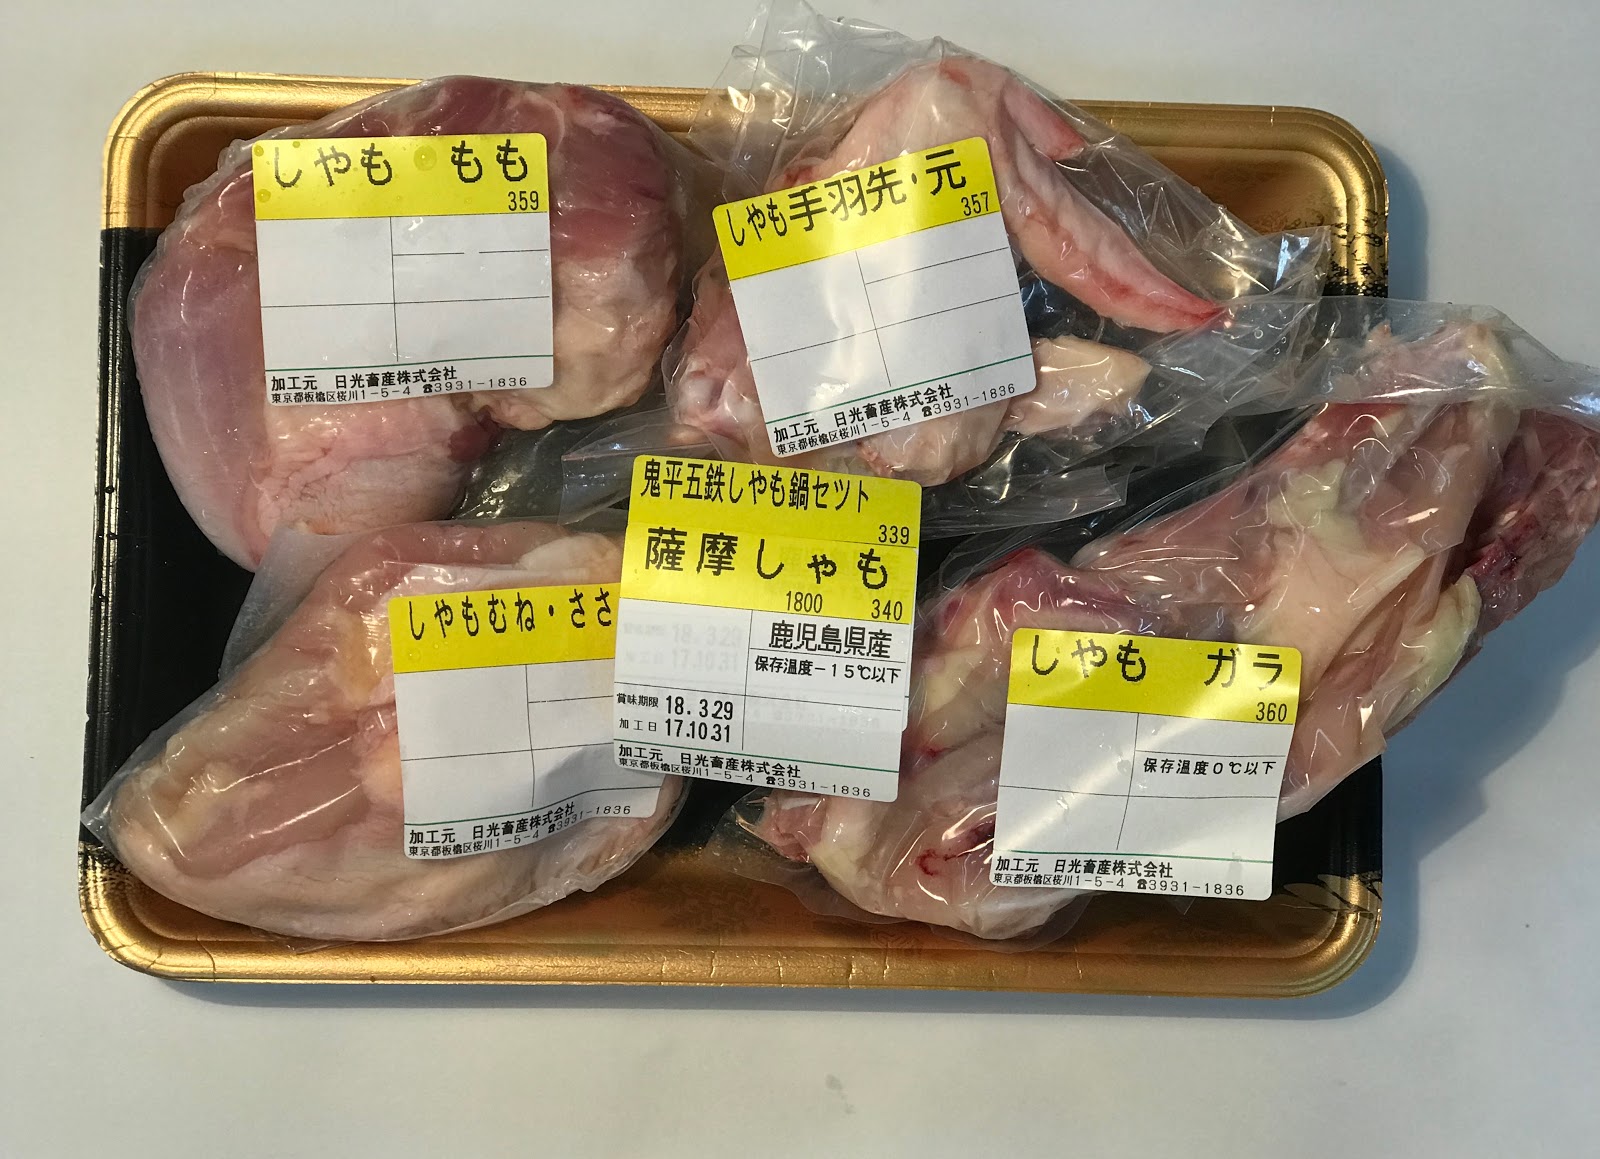 しゃも もも
359
加工元 日光畜産株式会社
東京都板橋区桜川1-5-4 ☎3931-1836
しゃも手羽先・元
357
加工元 日光畜産株式会社
東京都板橋区桜川1-5-4 ☎3931-1836
鬼平五鉄しゃも鍋セット
339
薩摩しゃも
1800 340
鹿児島県産
保存温度-15℃以下
賞味期限 18.3.29
加工日 17.10.31
加工元 日光畜産株式会社
東京都板橋区桜川1-5-4 ☎3931-1836
しゃもむね・ささ
加工元 日光畜産株式会社
東京都板橋区桜川1-5-4 ☎3931-1836
しゃも ガラ
360
保存温度0℃以下
加工元 日光畜産株式会社
東京都板橋区桜川1-5-4 ☎3931-1836